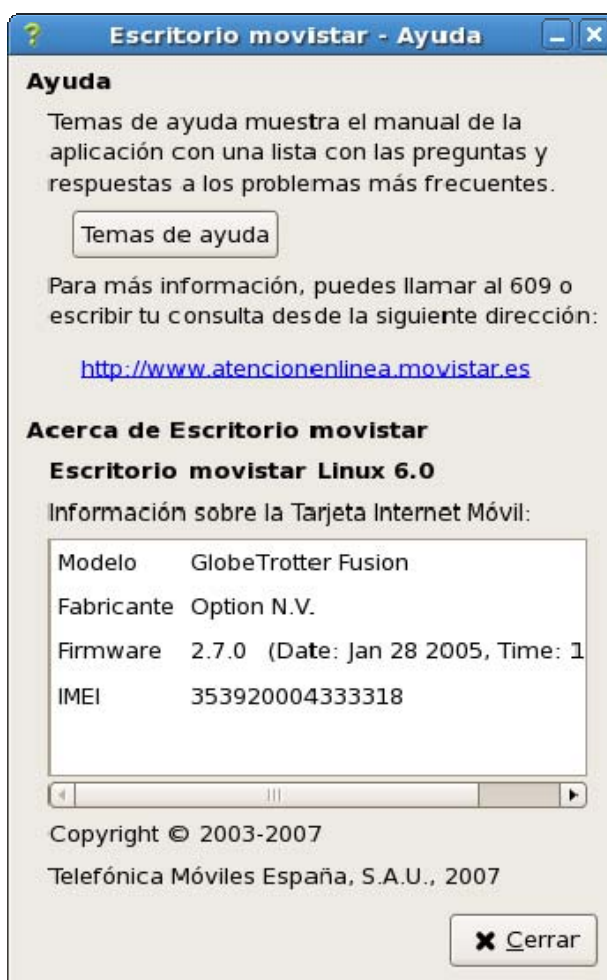 Escritorio movistar - Ayuda
Ayuda
Temas de ayuda muestra el manual de la
aplicación con una lista con las preguntas y
respuestas a los problemas más frecuentes.
Temas de ayuda
Para más información, puedes llamar al 609 o
escribir tu consulta desde la siguiente dirección:
http://www.atencionenlinea.movistar.es
Acerca de Escritorio movistar
Escritorio movistar Linux 6.0
Información sobre la Tarjeta Internet Móvil:
Modelo GlobeTrotter Fusion
Fabricante Option N.V.
Firmware 2.7.0 (Date: Jan 28 2005, Time: 1
IMEI 353920004333318
Copyright © 2003-2007
Telefónica Móviles España, S.A.U., 2007
Cerrar